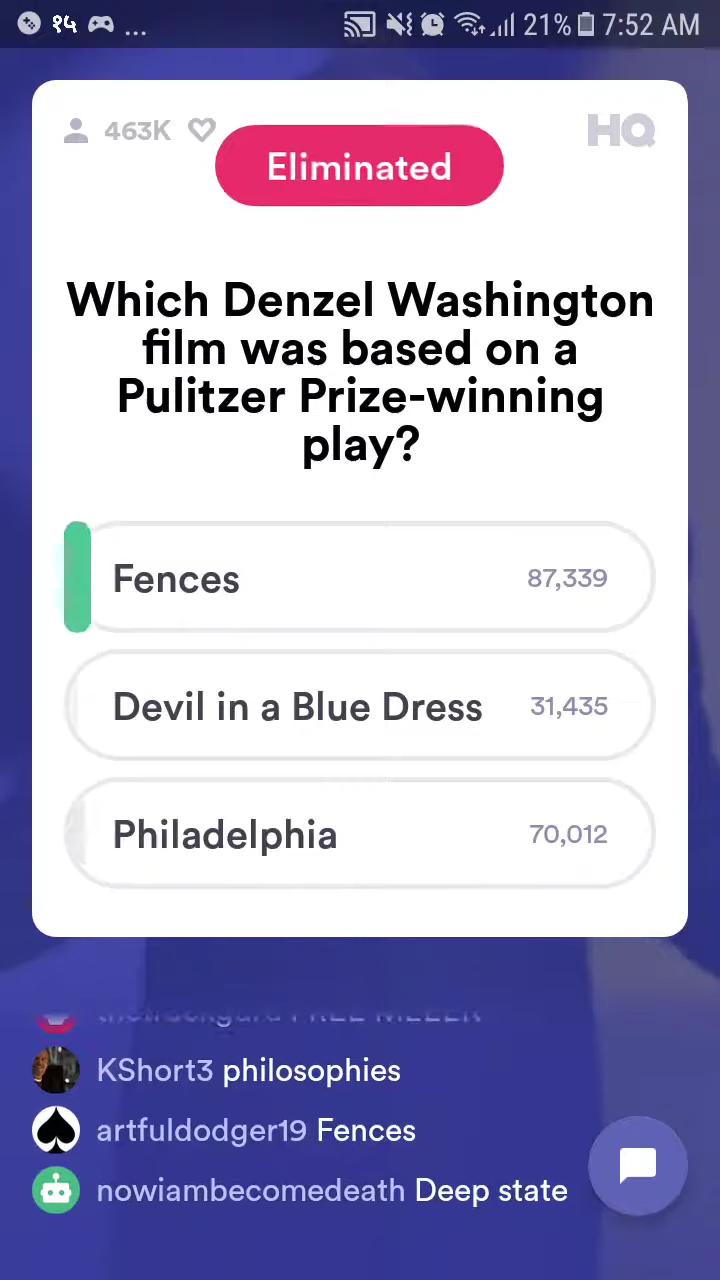 १५ ... 21% 7:52 AM
463K HQ
Eliminated
Which Denzel Washington
film was based on a
Pulitzer Prize-winning
play?
Fences 87,339
Devil in a Blue Dress 31,435
Philadelphia 70,012
KShort3 philosophies
artfuldodger19 Fences
nowiambecomedeath Deep state